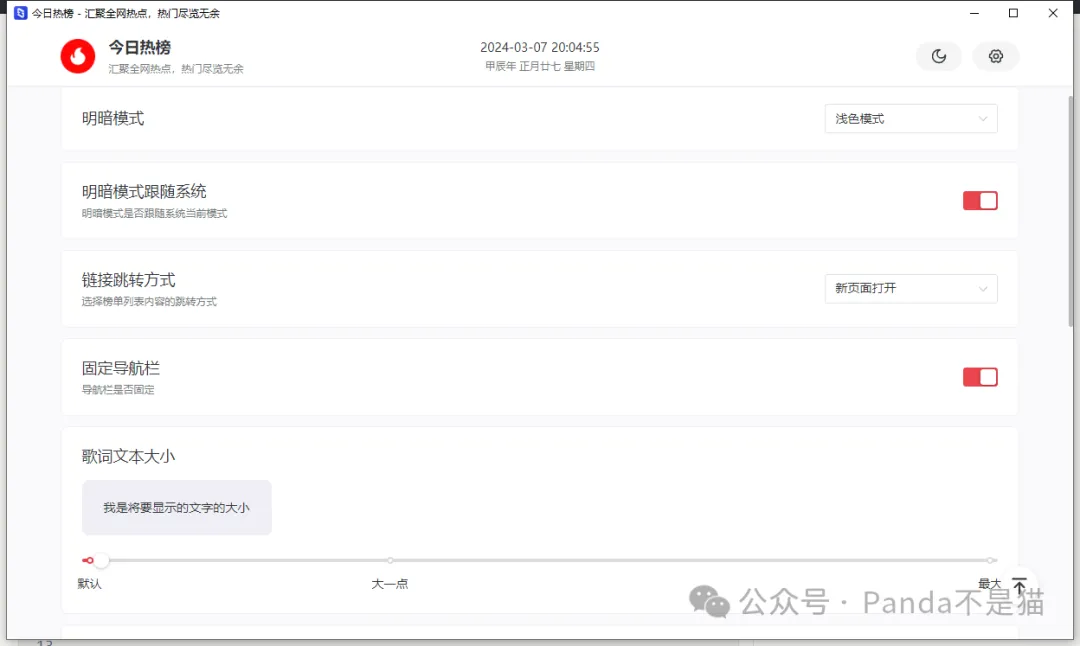 今日热榜 - 汇聚全网热点，热门尽览无余
今日热榜
汇聚全网热点，热门尽览无余
2024-03-07 20:04:55
甲辰年 正月廿七 星期四
明暗模式
浅色模式
明暗模式跟随系统
明暗模式是否跟随系统当前模式
链接跳转方式
选择榜单列表内容的跳转方式
新页面打开
固定导航栏
导航栏是否固定
歌词文本大小
我是将要显示的文字的大小
默认
大一点
最大
公众号 · Panda不是猫